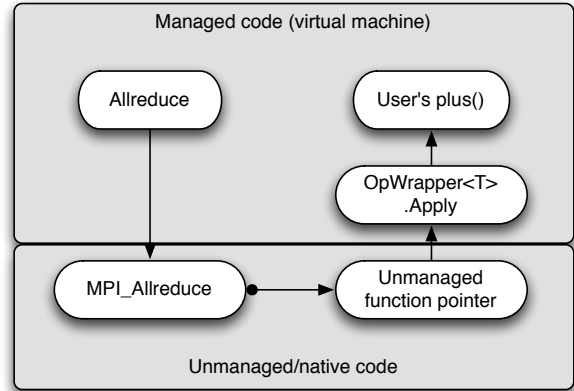 Managed code (virtual machine)
Allreduce
User's plus()
OpWrapper<T>
.Apply
MPI_Allreduce
Unmanaged
function pointer
Unmanaged/native code